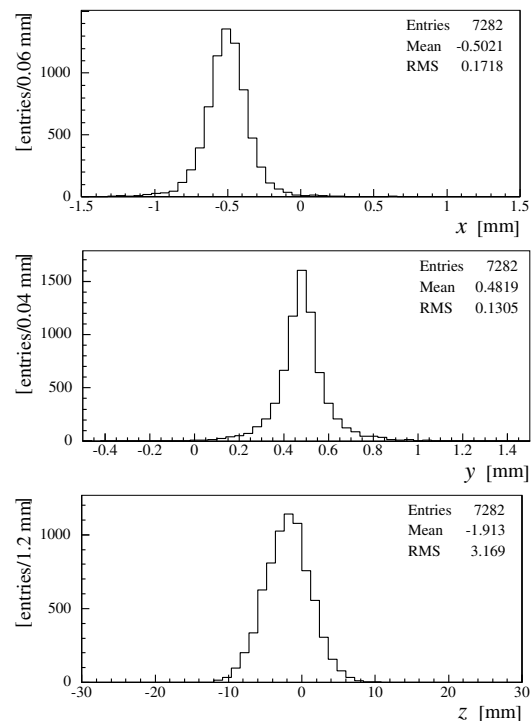 [entries/0.06 mm]
Entries 7282
Mean -0.5021
RMS 0.1718
1000
500
0
-1.5 -1 -0.5 0 0.5 1 1.5
x [mm]
[entries/0.04 mm]
Entries 7282
Mean 0.4819
RMS 0.1305
1500
1000
500
0
-0.4 -0.2 0 0.2 0.4 0.6 0.8 1 1.2 1.4
y [mm]
[entries/1.2 mm]
Entries 7282
Mean -1.913
RMS 3.169
1000
500
0
-30 -20 -10 0 10 20 30
z [mm]